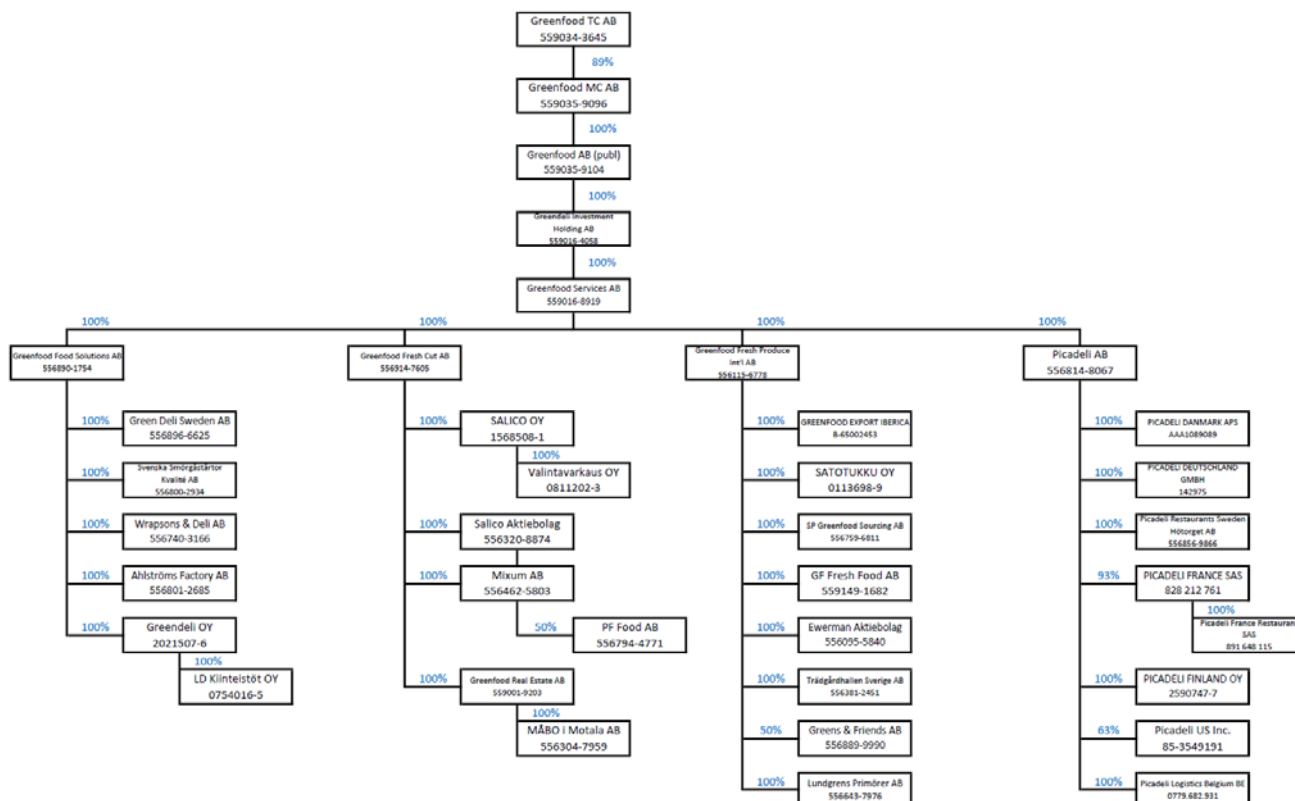 Greenfood TC AB
559034-3645
89%
Greenfood MC AB
559035-9096
100%
Greenfood AB (publ)
559035-9104
100%
Greendeli Investment
Holding AB
559016-4058
100%
Greenfood Services AB
559016-8919
100%
100%
100%
100%
Greenfood Food Solutions AB
556890-1754
Greenfood Fresh Cut AB
556914-7605
Greenfood Fresh Produce
Int'l AB
556115-6778
Picadeli AB
556814-8067
100%
Green Deli Sweden AB
556896-6625
100%
Svenska Smörgåstårtor
Kvalité AB
556800-2934
100%
Wrapsons & Deli AB
556740-3166
100%
Ahlströms Factory AB
556801-2685
100%
Greendeli OY
2021507-6
100%
LD Kiinteistöt OY
0754016-5
100%
SALICO OY
1568508-1
100%
Valintavarkaus OY
0811202-3
100%
Salico Aktiebolag
556320-8874
100%
Mixum AB
556462-5803
50%
PF Food AB
556794-4771
100%
Greenfood Real Estate AB
559001-9203
100%
MÅBO i Motala AB
556304-7959
100%
GREENFOOD EXPORT IBERICA
B-65002453
100%
SATOTUKKU OY
0113698-9
100%
SP Greenfood Sourcing AB
556759-6811
100%
GF Fresh Food AB
559149-1682
100%
Ewerman Aktiebolag
556095-5840
100%
Trädgårdhallen Sverige AB
556381-2451
50%
Greens & Friends AB
556889-9990
100%
Lundgrens Primörer AB
556643-7976
100%
PICADELI DANMARK APS
AAA1089089
100%
PICADELI DEUTSCHLAND
GMBH
142975
100%
Picadeli Restaurants Sweden
Hötorget AB
556856-9866
93%
PICADELI FRANCE SAS
828 212 761
100%
Picadeli France Restauran
SAS
891 648 115
100%
PICADELI FINLAND OY
2590747-7
63%
Picadeli US Inc.
85-3549191
100%
Picadeli Logistics Belgium BE
0779.682.931